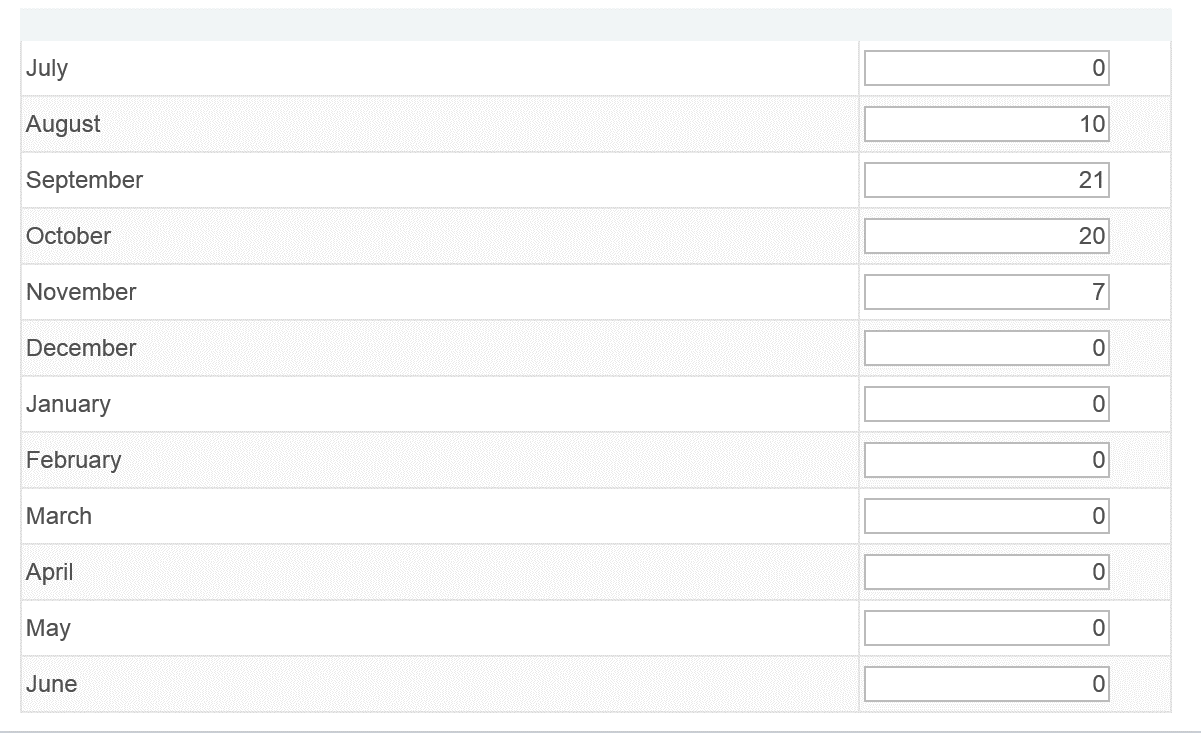 July 0
August 10
September 21
October 20
November 7
December 0
January 0
February 0
March 0
April 0
May 0
June 0